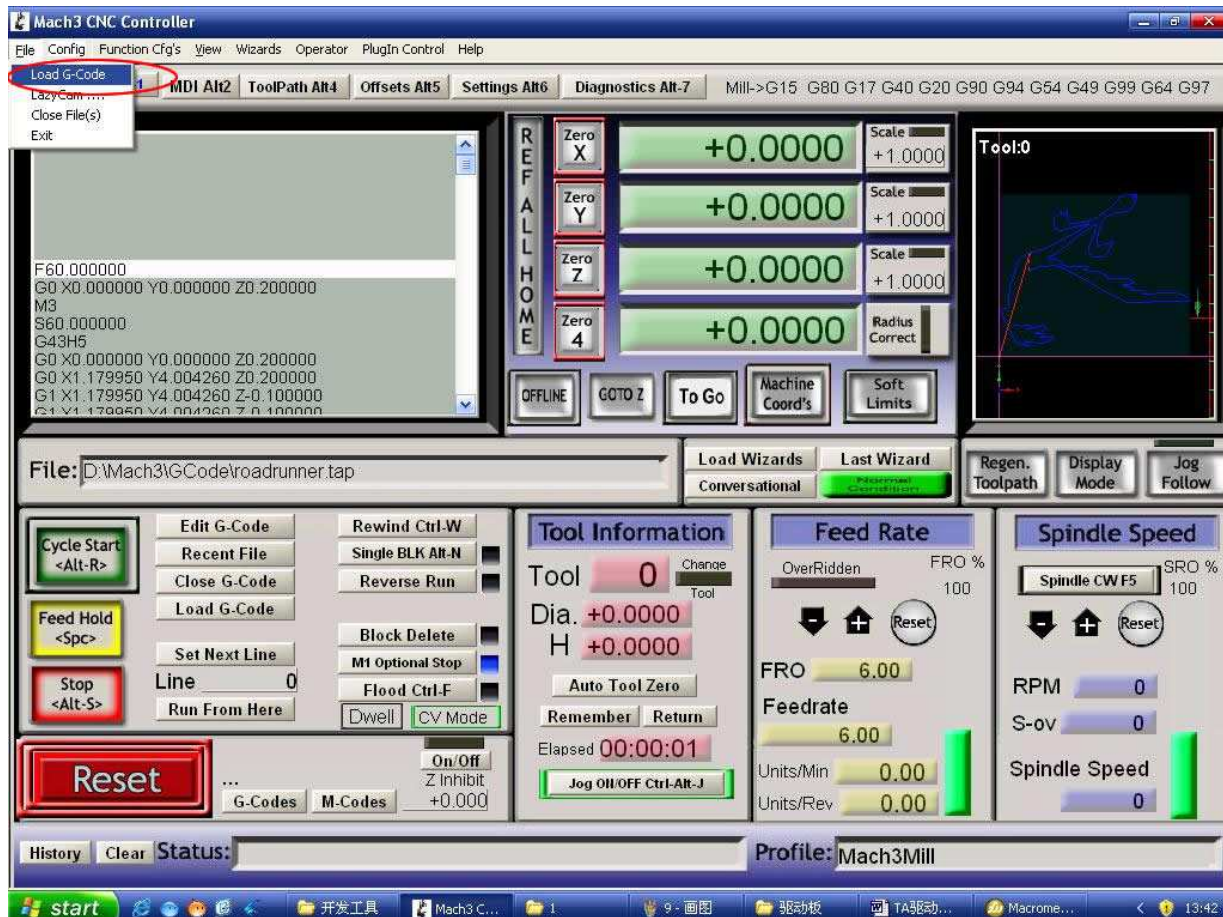 Mach3 CNC Controller
File Config Function Cfg's View Wizards Operator PlugIn Control Help
Load G-Code
LazyCam ....
Close File(s)
Exit
1 MDI Alt2 ToolPath Alt4 Offsets Alt5 Settings Alt6 Diagnostics Alt-7 Mill->G15 G80 G17 G40 G20 G90 G94 G54 G49 G99 G64 G97
F60.000000
G0 X0.000000 Y0.000000 Z0.200000
M3
S60.000000
G43H5
G0 X0.000000 Y0.000000 Z0.200000
G0 X1.179950 Y4.004260 Z0.200000
G1 X1.179950 Y4.004260 Z-0.100000
G1 X1.179950 Y4.004260 Z-0.100000
REF ALL HOME
Zero X +0.0000 Scale +1.0000
Zero Y +0.0000 Scale +1.0000
Zero Z +0.0000 Scale +1.0000
Zero 4 +0.0000 Radius Correct
OFFLINE GOTO Z To Go Machine Coord's Soft Limits
Tool:0
File: D:\Mach3\GCode\roadrunner.tap
Load Wizards Last Wizard
Conversational Normal Condition
Regen. Toolpath Display Mode Jog Follow
Cycle Start <Alt-R>
Feed Hold <Spc>
Stop <Alt-S>
Edit G-Code
Recent File
Close G-Code
Load G-Code
Set Next Line
Line 0
Run From Here
Rewind Ctrl-W
Single BLK Alt-N
Reverse Run
Block Delete
M1 Optional Stop
Flood Ctrl-F
Dwell CV Mode
Reset
...
G-Codes M-Codes
On/Off
Z Inhibit
+0.000
Tool Information
Tool 0 Change Tool
Dia. +0.0000
H +0.0000
Auto Tool Zero
Remember Return
Elapsed 00:00:01
Jog ON/OFF Ctrl-Alt-J
Feed Rate
OverRidden FRO % 100
Reset
FRO 6.00
Feedrate
6.00
Units/Min 0.00
Units/Rev 0.00
Spindle Speed
Spindle CW F5 SRO % 100
Reset
RPM 0
S-ov 0
Spindle Speed
0
History Clear Status:
Profile: Mach3Mill
start 开发工具 Mach3 C... 1 9 - 画图 驱动板 TA驱动... Macrome... 13:42